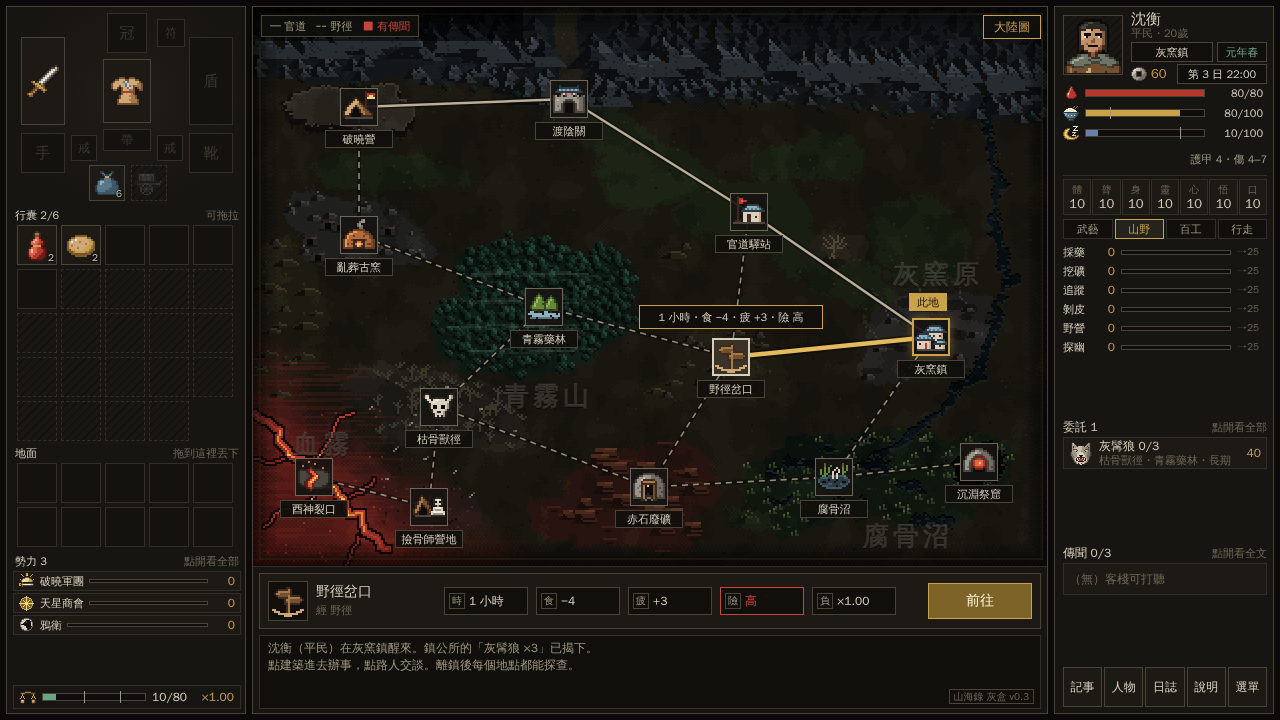 冠
符
盾
手
戒
帶
戒
靴
6
行囊 2/6
可拖拉
2
2
地面
拖到這裡丟下
勢力 3
點開看全部
破曉軍團
0
天星商會
0
鴉衛
0
10/80
×1.00
官道
野徑
有傳聞
大陸圖
破曉營
渡陰關
官道驛站
亂葬古窯
灰窯原
此地
1 小時・食 −4・疲 +3・險 高
青霧藥林
灰窯鎮
野徑岔口
青霧山
枯骨獸徑
血霧
酉神裂口
撿骨師營地
赤石廢礦
腐骨沼
沉淵祭窟
腐骨沼
野徑岔口
經 野徑
時 1 小時
食 −4
疲 +3
險 高
負 ×1.00
前往
沈衡（平民）在灰窯鎮醒來。鎮公所的「灰髯狼 ×3」已揭下。
點建築進去辦事，點路人交談。離鎮後每個地點都能探查。
山海錄 灰盒 v0.3
沈衡
平民・20歲
灰窯鎮
元年春
60
第 3 日 22:00
80/80
80/100
10/100
護甲 4・傷 4–7
體 臂 身 靈 心 悟 口
10 10 10 10 10 10 10
武藝
山野
百工
行走
採藥 0 →25
挖礦 0 →25
追蹤 0 →25
剝皮 0 →25
野營 0 →25
探幽 0 →25
委託 1
點開看全部
灰髯狼 0/3
枯骨獸徑・青霧藥林・長期
40
傳聞 0/3
點開看全文
（無）客棧可打聽
記事
人物
日誌
說明
選單